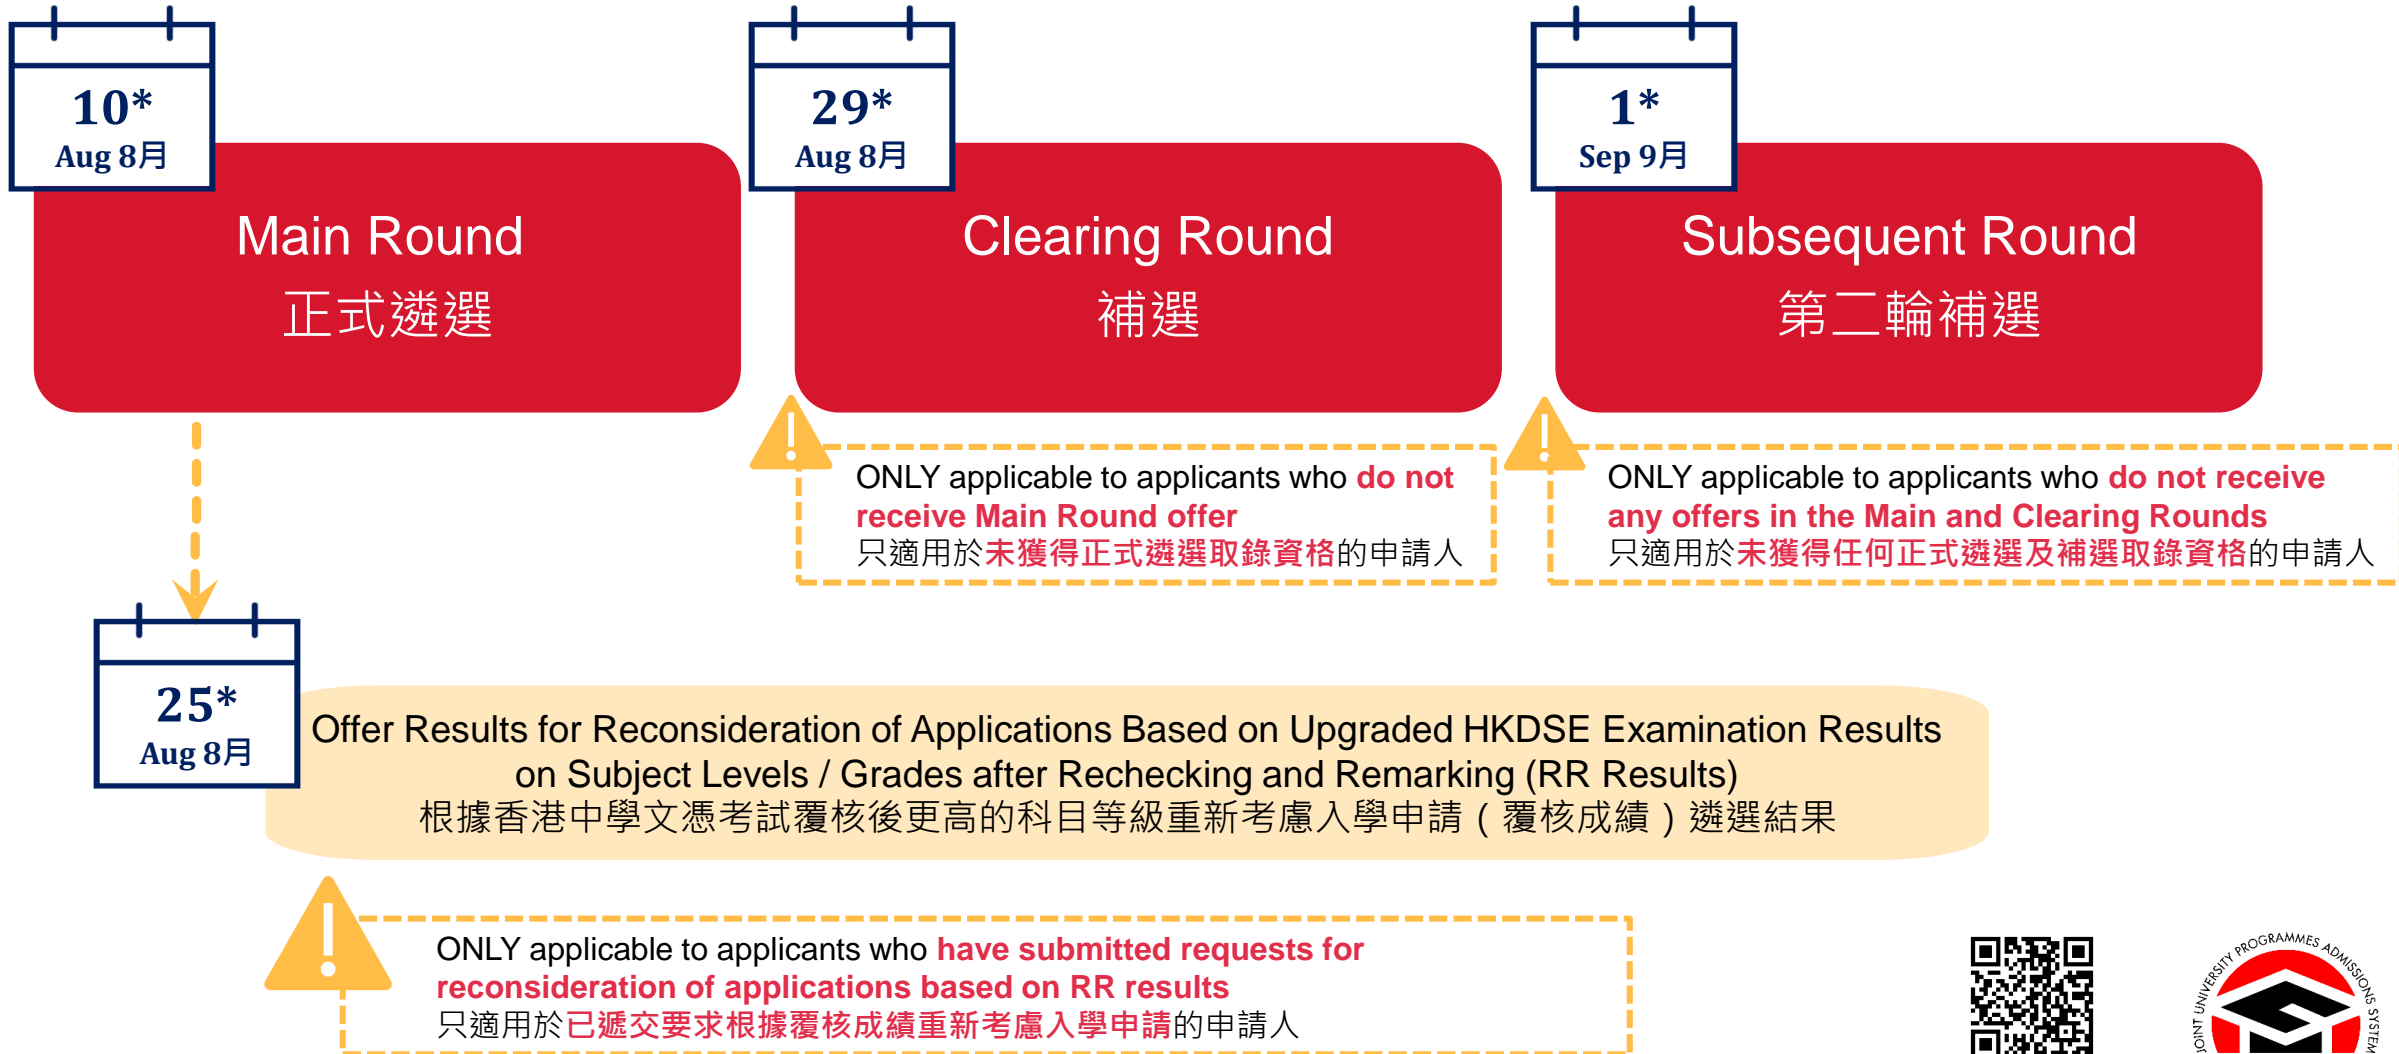 10*
Aug 8月
Main Round
正式遴選
29*
Aug 8月
Clearing Round
補選
1*
Sep 9月
Subsequent Round
第二輪補選
ONLY applicable to applicants who do not
receive Main Round offer
只適用於未獲得正式遴選取錄資格的申請人
ONLY applicable to applicants who do not receive
any offers in the Main and Clearing Rounds
只適用於未獲得任何正式遴選及補選取錄資格的申請人
25*
Aug 8月
Offer Results for Reconsideration of Applications Based on Upgraded HKDSE Examination Results
on Subject Levels / Grades after Rechecking and Remarking (RR Results)
根據香港中學文憑考試覆核後更高的科目等級重新考慮入學申請（覆核成績）遴選結果
ONLY applicable to applicants who have submitted requests for
reconsideration of applications based on RR results
只適用於已遞交要求根據覆核成績重新考慮入學申請的申請人
JOINT UNIVERSITY PROGRAMMES ADMISSIONS SYSTEM